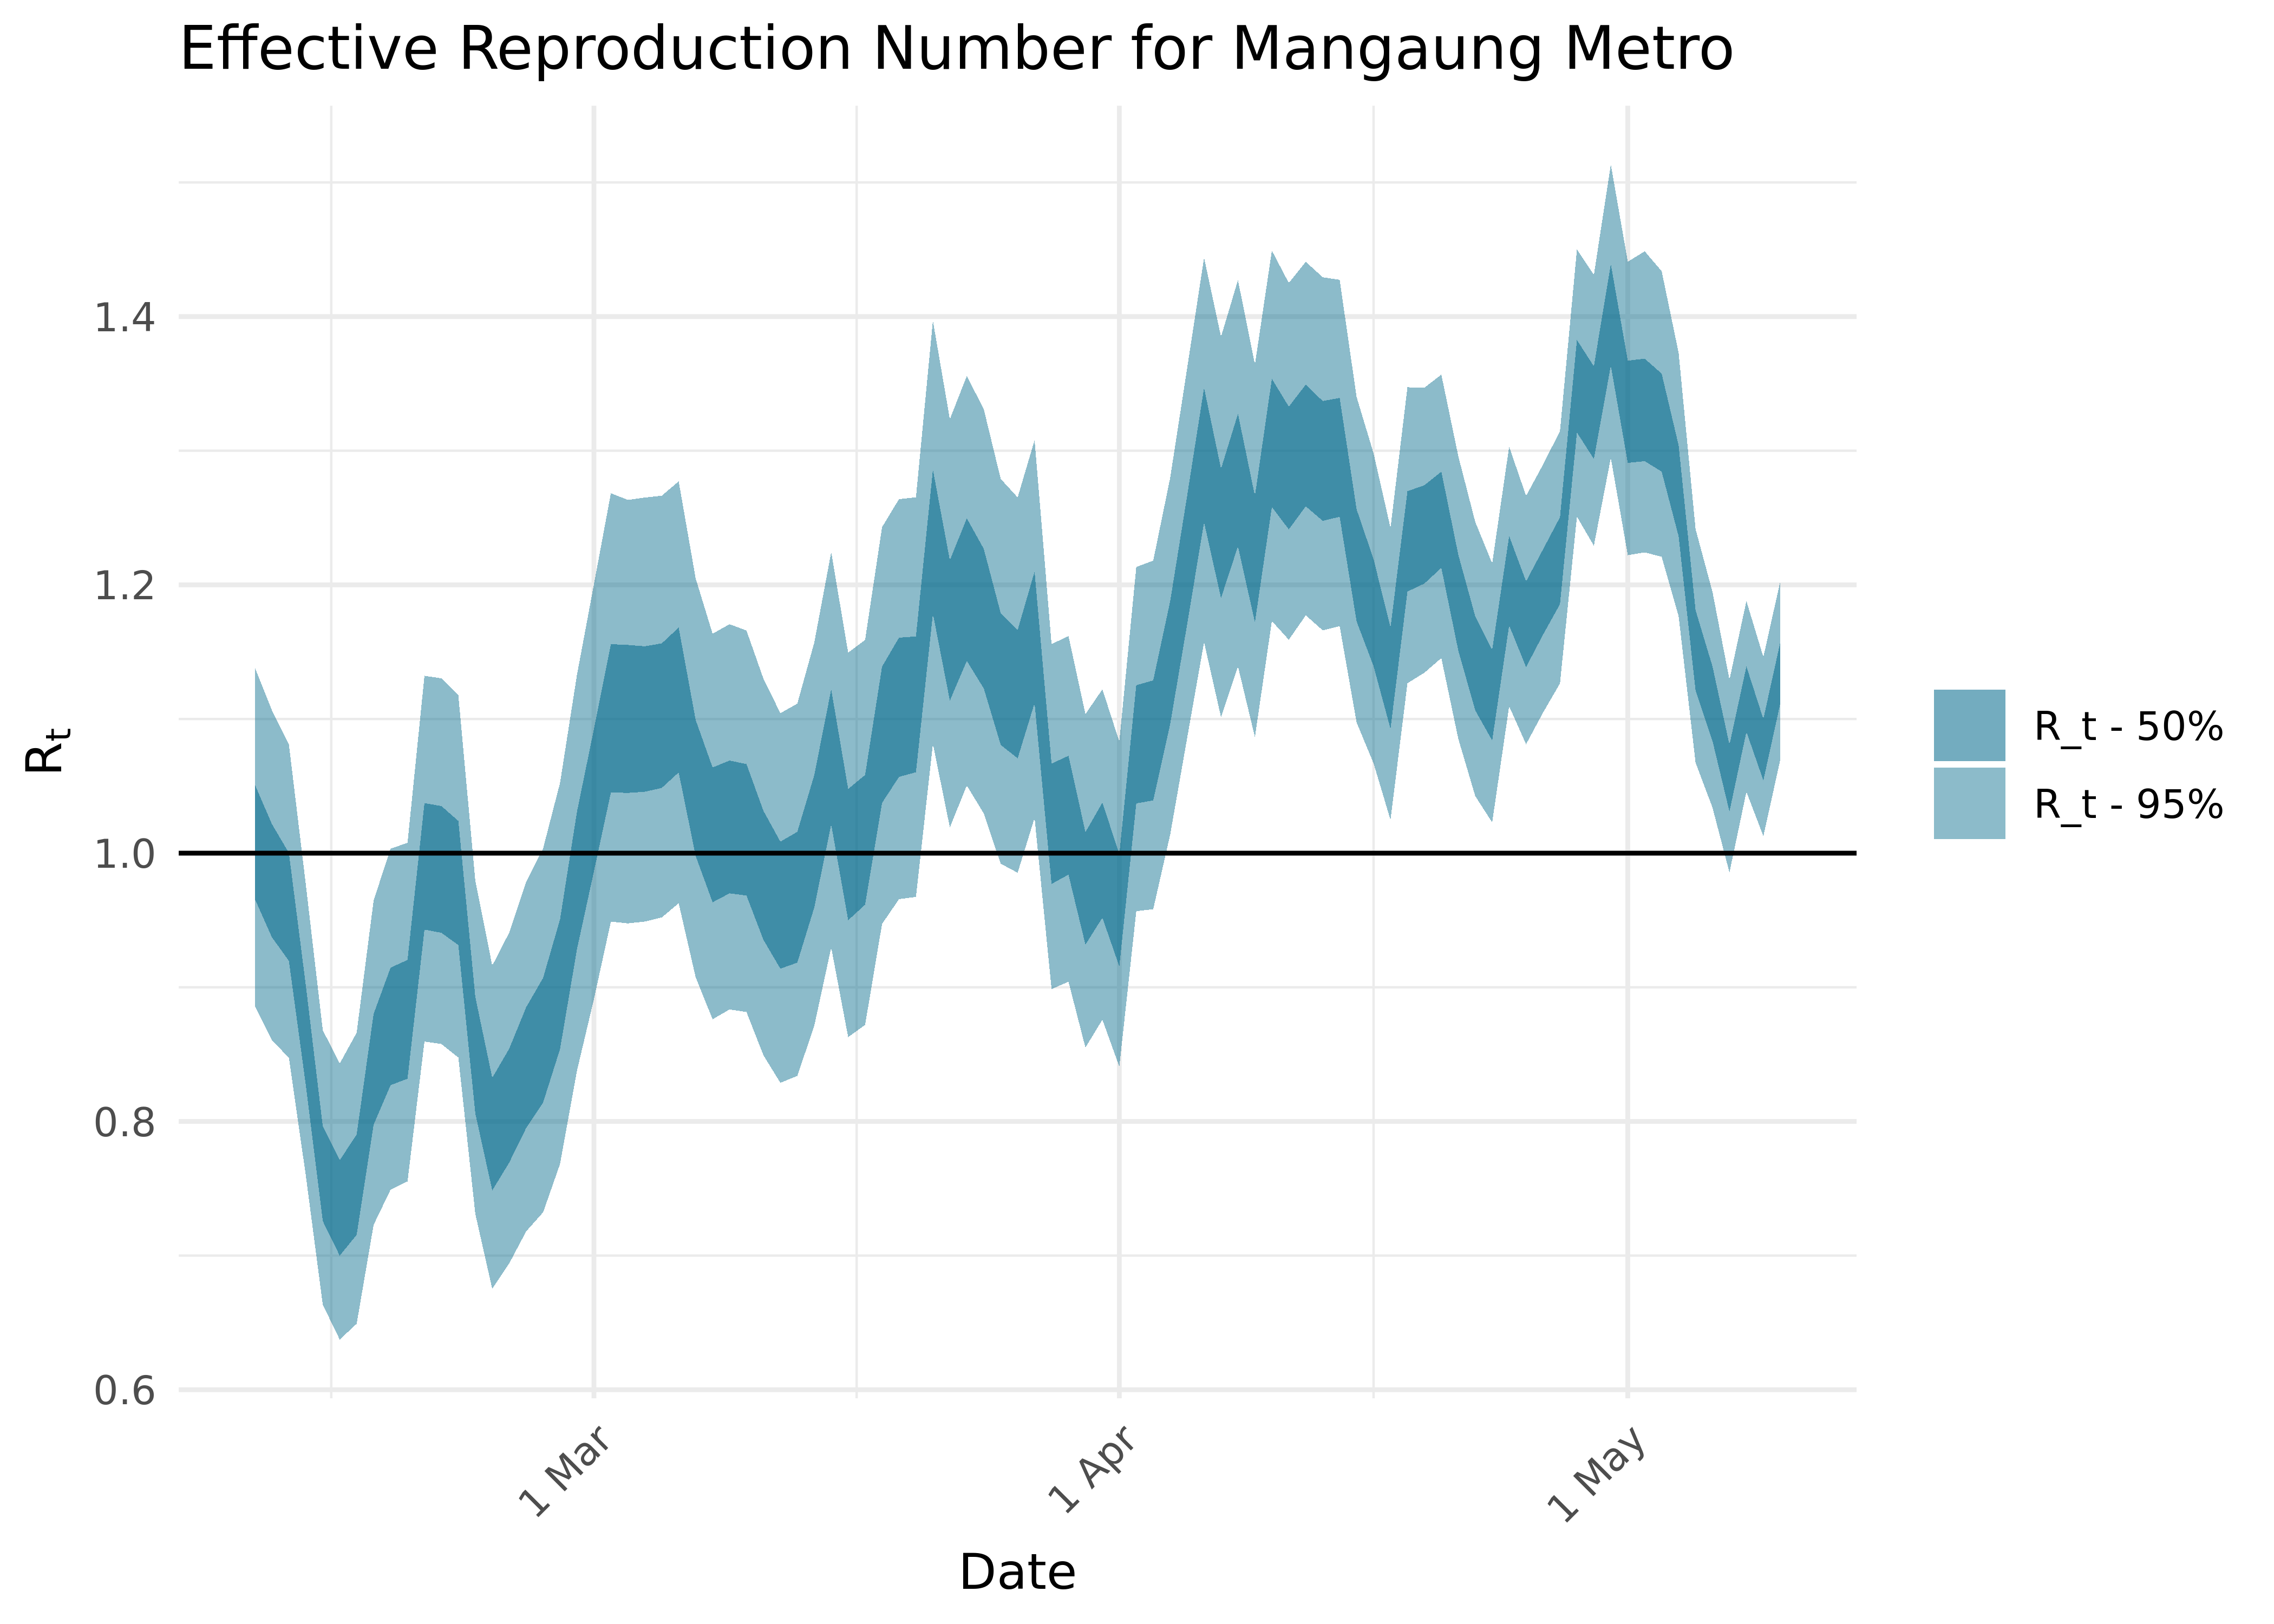 Effective Reproduction Number for Mangaung Metro
1.4
1.2
1.0
0.8
0.6
Rt
1 Mar
1 Apr
1 May
Date
R_t - 50%
R_t - 95%